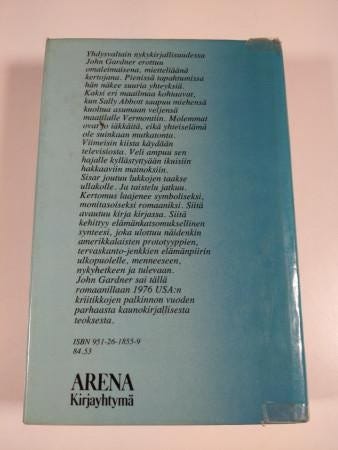 Yhdysvaltain nykykirjallisuudessa
John Gardner erottuu
omaleimaisena, mietteliäänä
kertojana. Pienissä tapahtumissa
hän näkee suuria yhteyksiä.
Kaksi eri maailmaa kohtaavat,
kun Sally Abbott saapuu miehensä
kuoltua asumaan veljensä
maatilalle Vermontiin. Molemmat
ovat jo iäkkäitä, eikä yhteiselämä
ole suinkaan mutkatonta.
Viimeisin kiista käydään
televisiosta. Veli ampuu sen
hajalle kyllästyttyään ikuisiin
hakkaaviin mainoksiin.
Sisar joutuu lukkojen taakse
ullakolle. Ja taistelu jatkuu.
Kertomus laajenee symboliseksi,
monitasoiseksi romaaniksi. Siitä
avautuu kirja kirjassa. Siitä
kehittyy elämänkatsomuksellinen
synteesi, joka ulottuu näidenkin
amerikkalaisten prototyyppien,
tervaskanto-jenkkien elämänpiirin
ulkopuolelle, menneeseen,
nykyhetkeen ja tulevaan.
John Gardner sai tällä
romaanillaan 1976 USA:n
kriitikkojen palkinnon vuoden
parhaasta kaunokirjallisesta
teoksesta.
ISBN 951-26-1855-9
84.53
ARENA
Kirjayhtymä